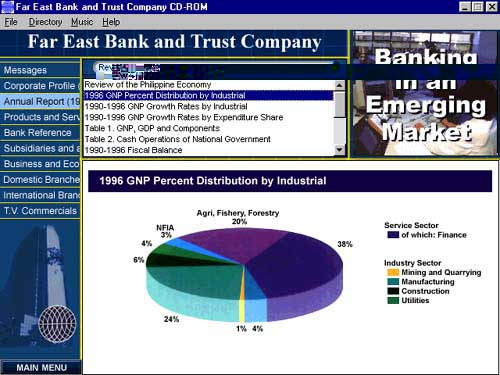 Far East Bank and Trust Company CD-ROM
File Directory Music Help
Far East Bank and Trust Company
Banking
in an
Emerging
Market
Messages
Corporate Profile (
Annual Report (19
Products and Serv
Bank Reference
Subsidiaries and a
Business and Eco
Domestic Branche
International Bran
T.V. Commercials
MAIN MENU
Review of the Philippine Economy
1996 GNP Percent Distribution by Industrial
1990-1996 GNP Growth Rates by Industrial
1990-1996 GNP Growth Rates by Expenditure Share
Table 1. GNP, GDP and Components
Table 2. Cash Operations of National Government
1990-1996 Fiscal Balance
1996 GNP Percent Distribution by Industrial
Agri, Fishery, Forestry
20%
NFIA
3%
4%
6%
24%
1%
4%
38%
Service Sector
of which: Finance
Industry Sector
Mining and Quarrying
Manufacturing
Construction
Utilities